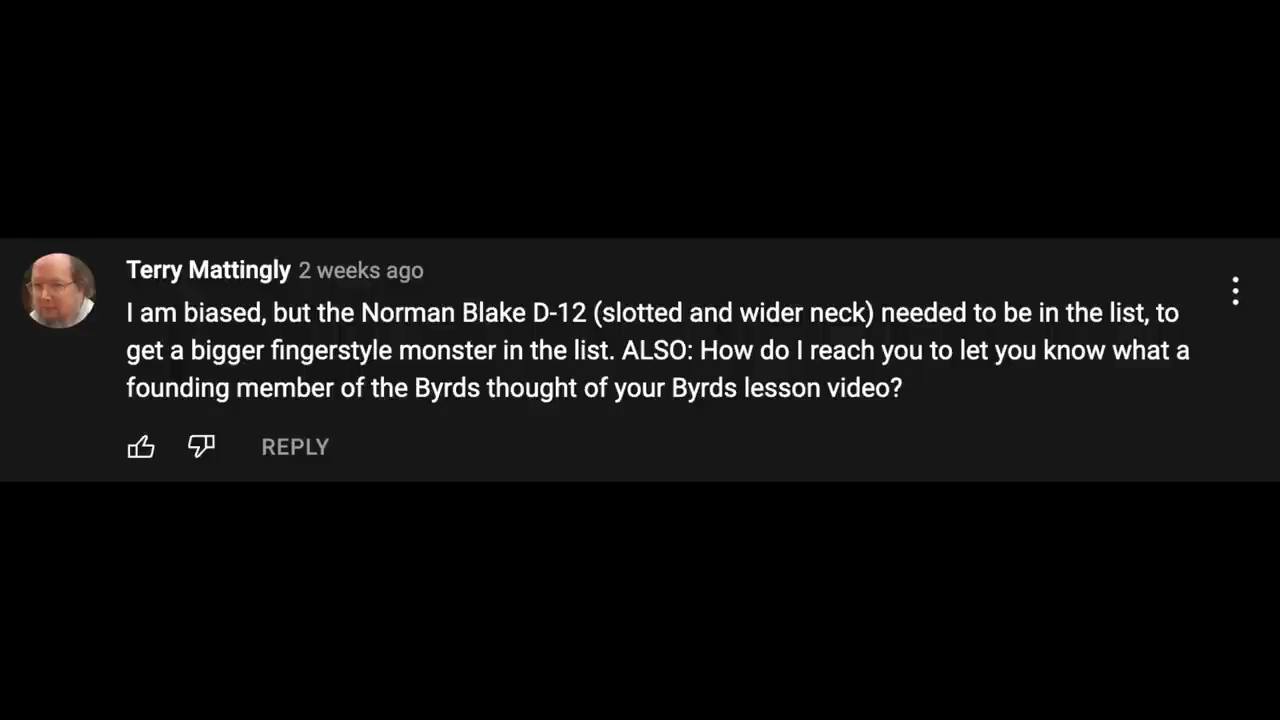 Terry Mattingly 2 weeks ago
I am biased, but the Norman Blake D-12 (slotted and wider neck) needed to be in the list, to
get a bigger fingerstyle monster in the list. ALSO: How do I reach you to let you know what a
founding member of the Byrds thought of your Byrds lesson video?
REPLY